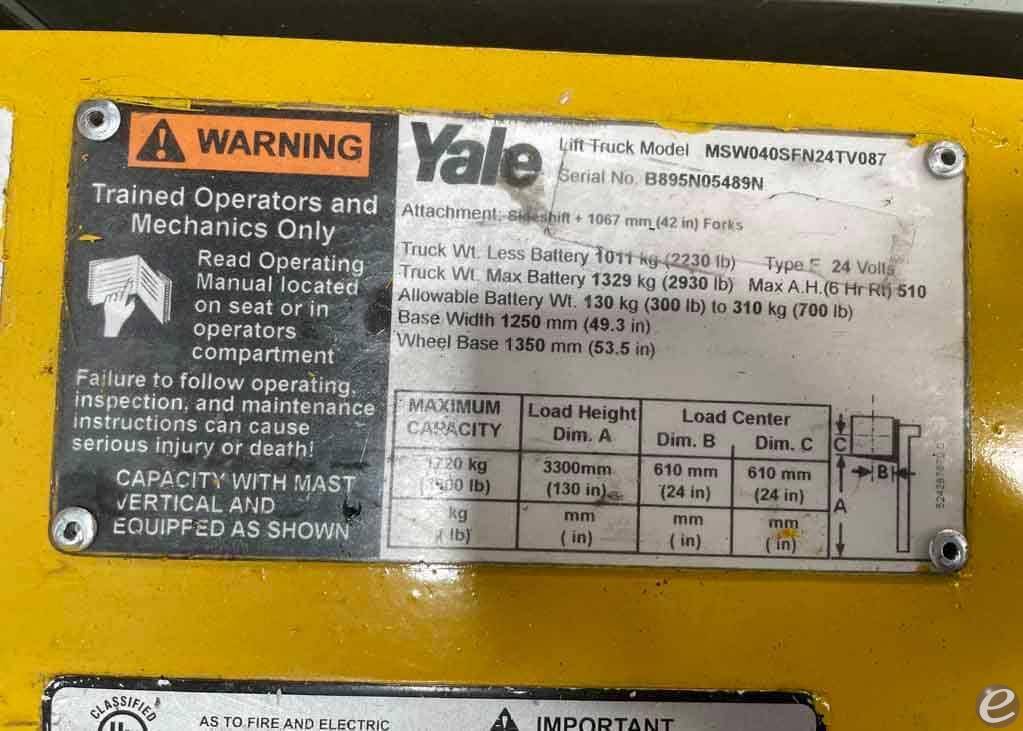 WARNING
Trained Operators and
Mechanics Only
Read Operating
Manual located
on seat or in
operators
compartment
Failure to follow operating,
inspection, and maintenance
instructions can cause
serious injury or death!
CAPACITY WITH MAST
VERTICAL AND
EQUIPPED AS SHOWN
Yale
Lift Truck Model MSW040SFN24TV087
Serial No. B895N05489N
Attachment: Sideshift + 1067 mm (42 in) Forks
Truck Wt. Less Battery 1011 kg (2230 lb) Type E 24 Volts
Truck Wt. Max Battery 1329 kg (2930 lb) Max A.H.(6 Hr Rt) 510
Allowable Battery Wt. 130 kg (300 lb) to 310 kg (700 lb)
Base Width 1250 mm (49.3 in)
Wheel Base 1350 mm (53.5 in)
MAXIMUM CAPACITY
Load Height Dim. A
Load Center
Dim. B Dim. C
1720 kg 3300mm 610 mm 610 mm
lb) (130 in) (24 in) (24 in)
kg mm mm mm
( lb) ( in) ( in) ( in)
C
B
A
CLASSIFIED
UL
AS TO FIRE AND ELECTRIC
IMPORTANT
e